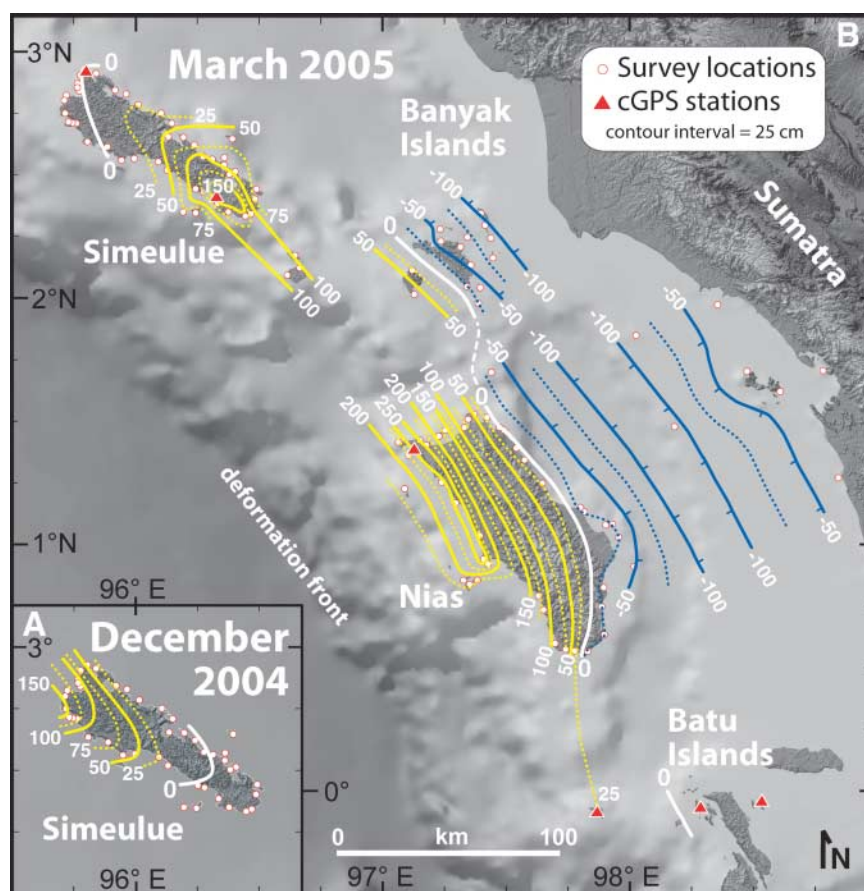 B
3°N
March 2005
Survey locations
cGPS stations
contour interval = 25 cm
Banyak
Islands
Sumatra
0
0
25
50
25
50
75
150
75
100
100
Simeulue
2°N
0
50
50
-50
-50
-100
-100
-50
-50
-100
-100
-100
-100
-50
-50
200
250
200
150
100
50
0
deformation front
1°N
Nias
150
100
50
0
96° E
A
December
2004
3°
150
100
75
50
25
0
Simeulue
96° E
Batu
Islands
0
0°
25
0
km
100
N
97° E
98° E